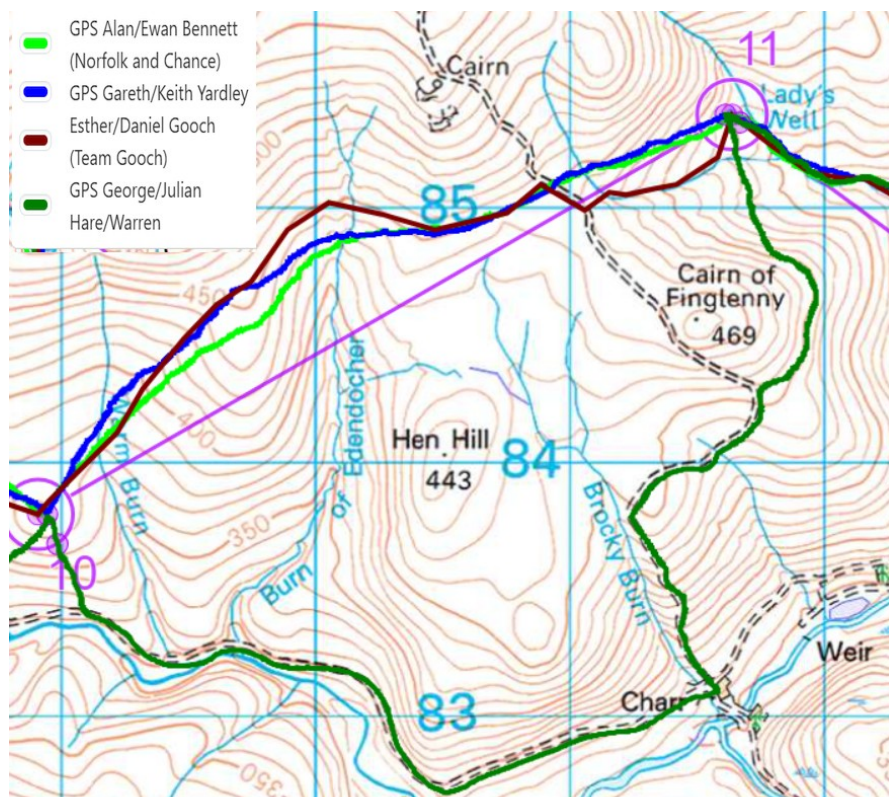 GPS Alan/Ewan Bennett
(Norfolk and Chance)
GPS Gareth/Keith Yardley
Esther/Daniel Gooch
(Team Gooch)
GPS George/Julian
Hare/Warren
11
Cairn
Lady's
Well
85
450
Cairn of
Finglenny
469
400
Hen Hill
443
84
Warm Burn
350
Burn
of
Edendocher
Brocky Burn
10
Weir
Charr
83
350